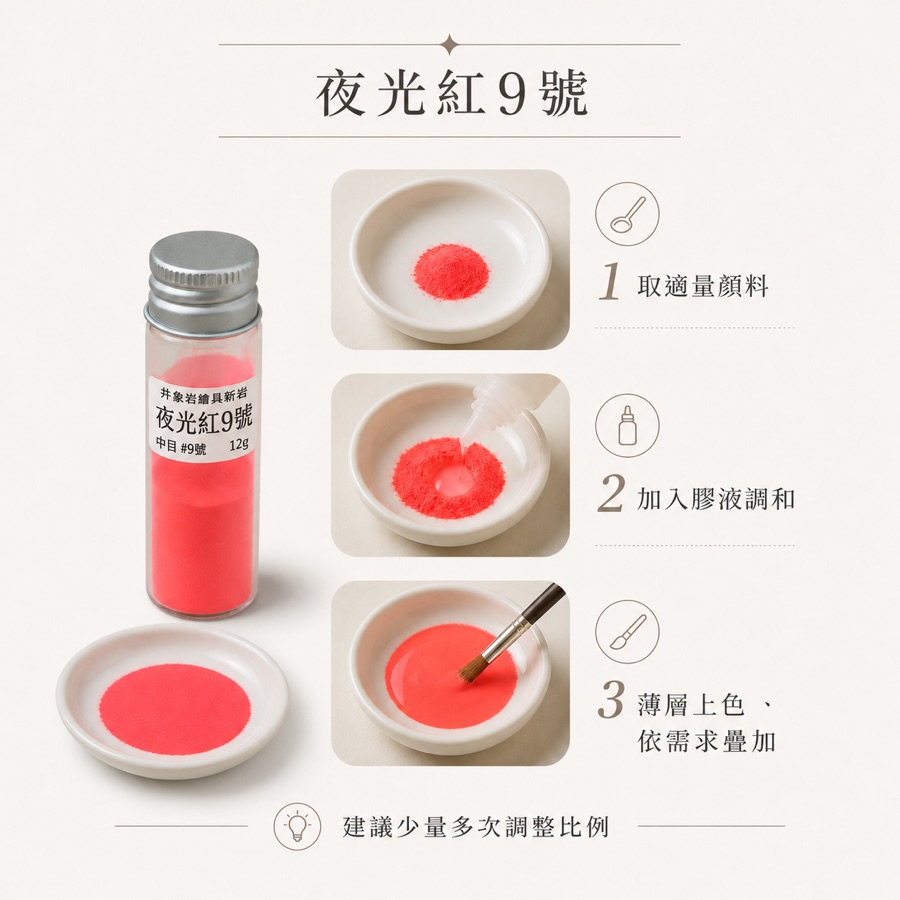 夜光紅9號
井象岩繪具新岩
夜光紅9號
中目 #9號 12g
1 取適量顏料
2 加入膠液調和
3 薄層上色、
依需求疊加
建議少量多次調整比例